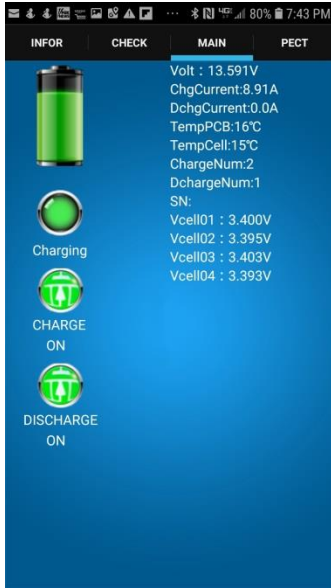 80% 7:43 PM
INFOR CHECK MAIN PECT
Volt : 13.591V
ChgCurrent:8.91A
DchgCurrent:0.0A
TempPCB:16℃
TempCell:15℃
ChargeNum:2
DchargeNum:1
SN:
Vcell01 : 3.400V
Vcell02 : 3.395V
Vcell03 : 3.403V
Vcell04 : 3.393V
Charging
CHARGE
ON
DISCHARGE
ON